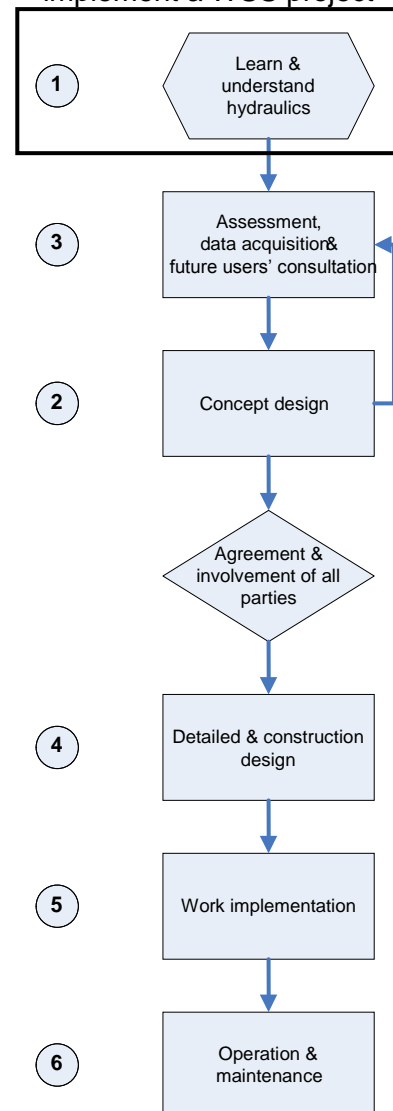 implement a WSS project
1
Learn &
understand
hydraulics
3
Assessment,
data acquisition&
future users' consultation
2
Concept design
Agreement &
involvement of all
parties
4
Detailed & construction
design
5
Work implementation
6
Operation &
maintenance